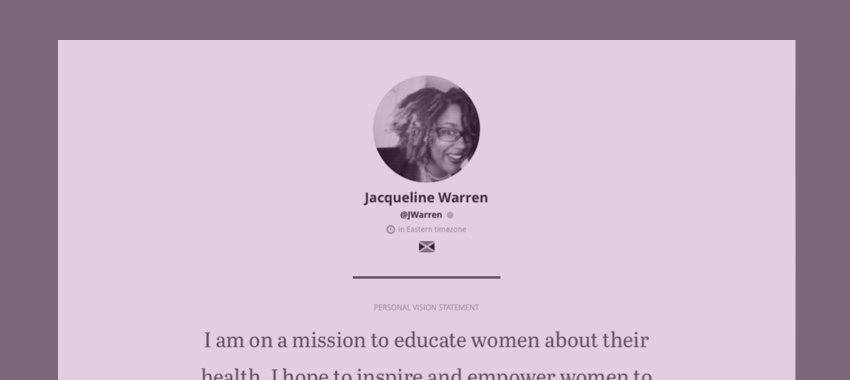 Jacqueline Warren
@JWarren
in Eastern timezone
PERSONAL VISION STATEMENT
I am on a mission to educate women about their
health. I hope to inspire and empower women to